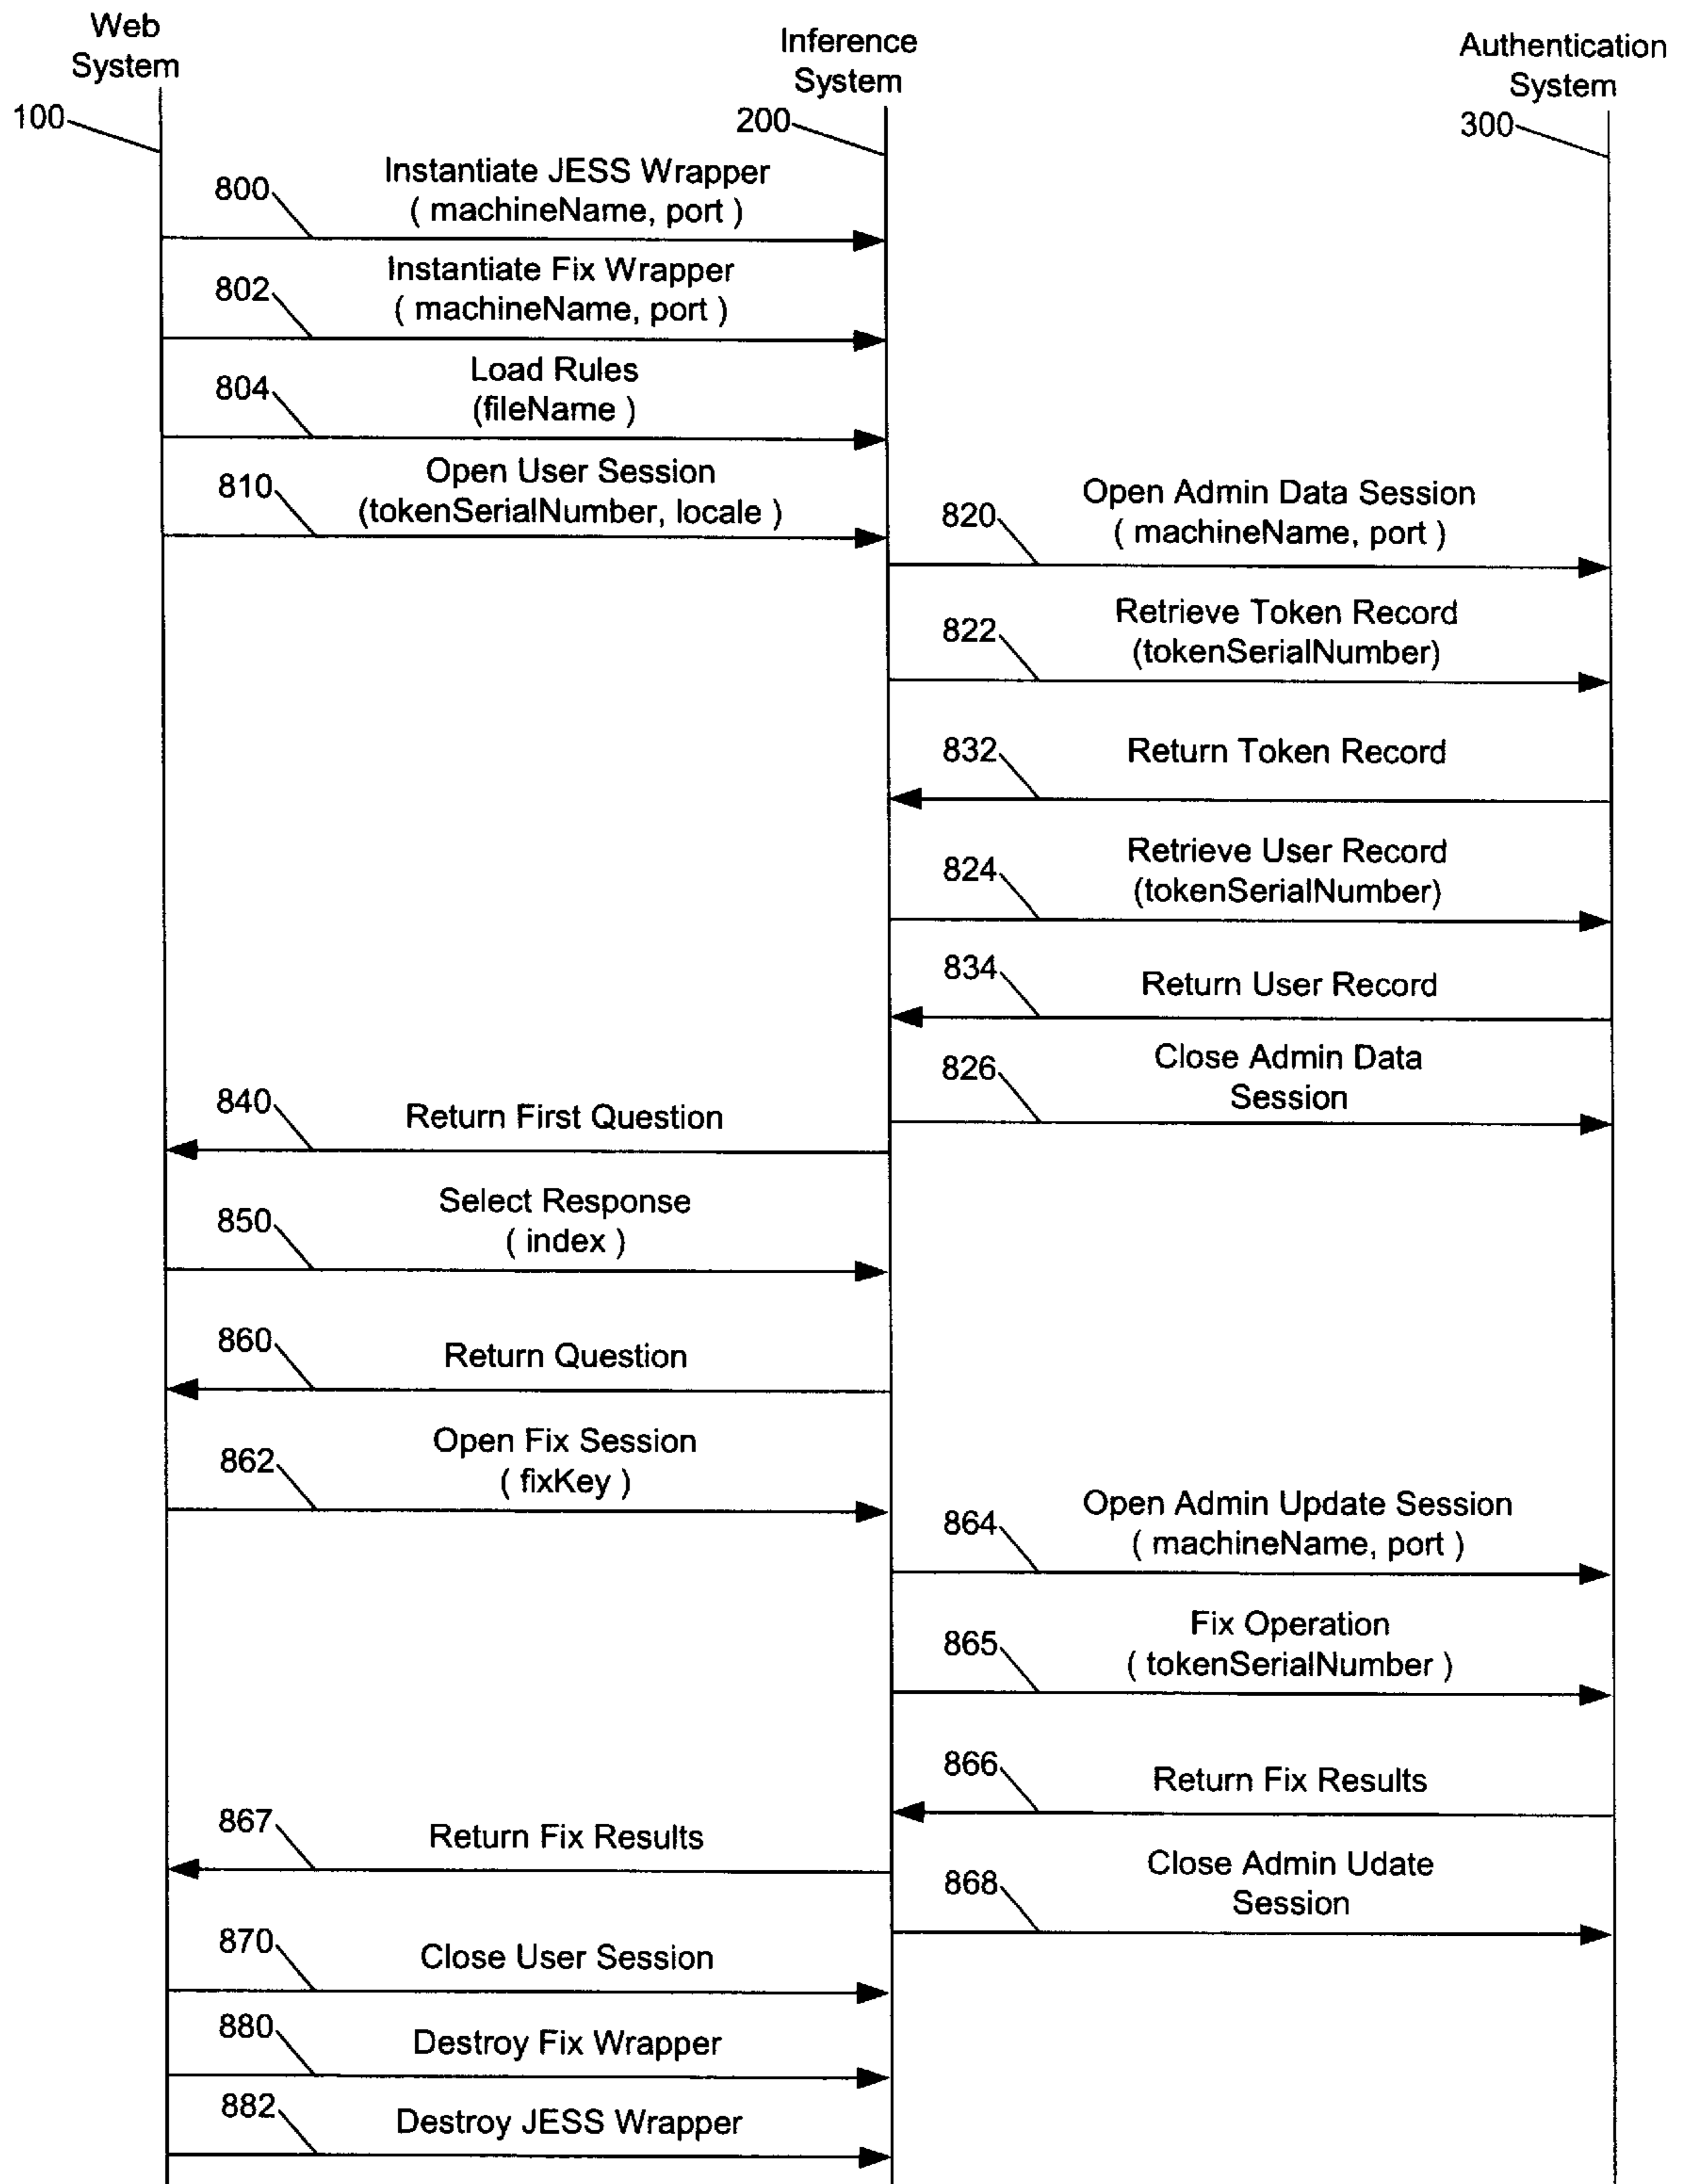 Web
System
Inference
System
Authentication
System
100
200
300
800
Instantiate JESS Wrapper
( machineName, port )
802
Instantiate Fix Wrapper
( machineName, port )
804
Load Rules
(fileName )
810
Open User Session
(tokenSerialNumber, locale )
820
Open Admin Data Session
( machineName, port )
822
Retrieve Token Record
(tokenSerialNumber)
832
Return Token Record
824
Retrieve User Record
(tokenSerialNumber)
834
Return User Record
826
Close Admin Data
Session
840
Return First Question
850
Select Response
( index )
860
Return Question
862
Open Fix Session
( fixKey )
864
Open Admin Update Session
( machineName, port )
865
Fix Operation
( tokenSerialNumber )
866
Return Fix Results
867
Return Fix Results
868
Close Admin Udate
Session
870
Close User Session
880
Destroy Fix Wrapper
882
Destroy JESS Wrapper